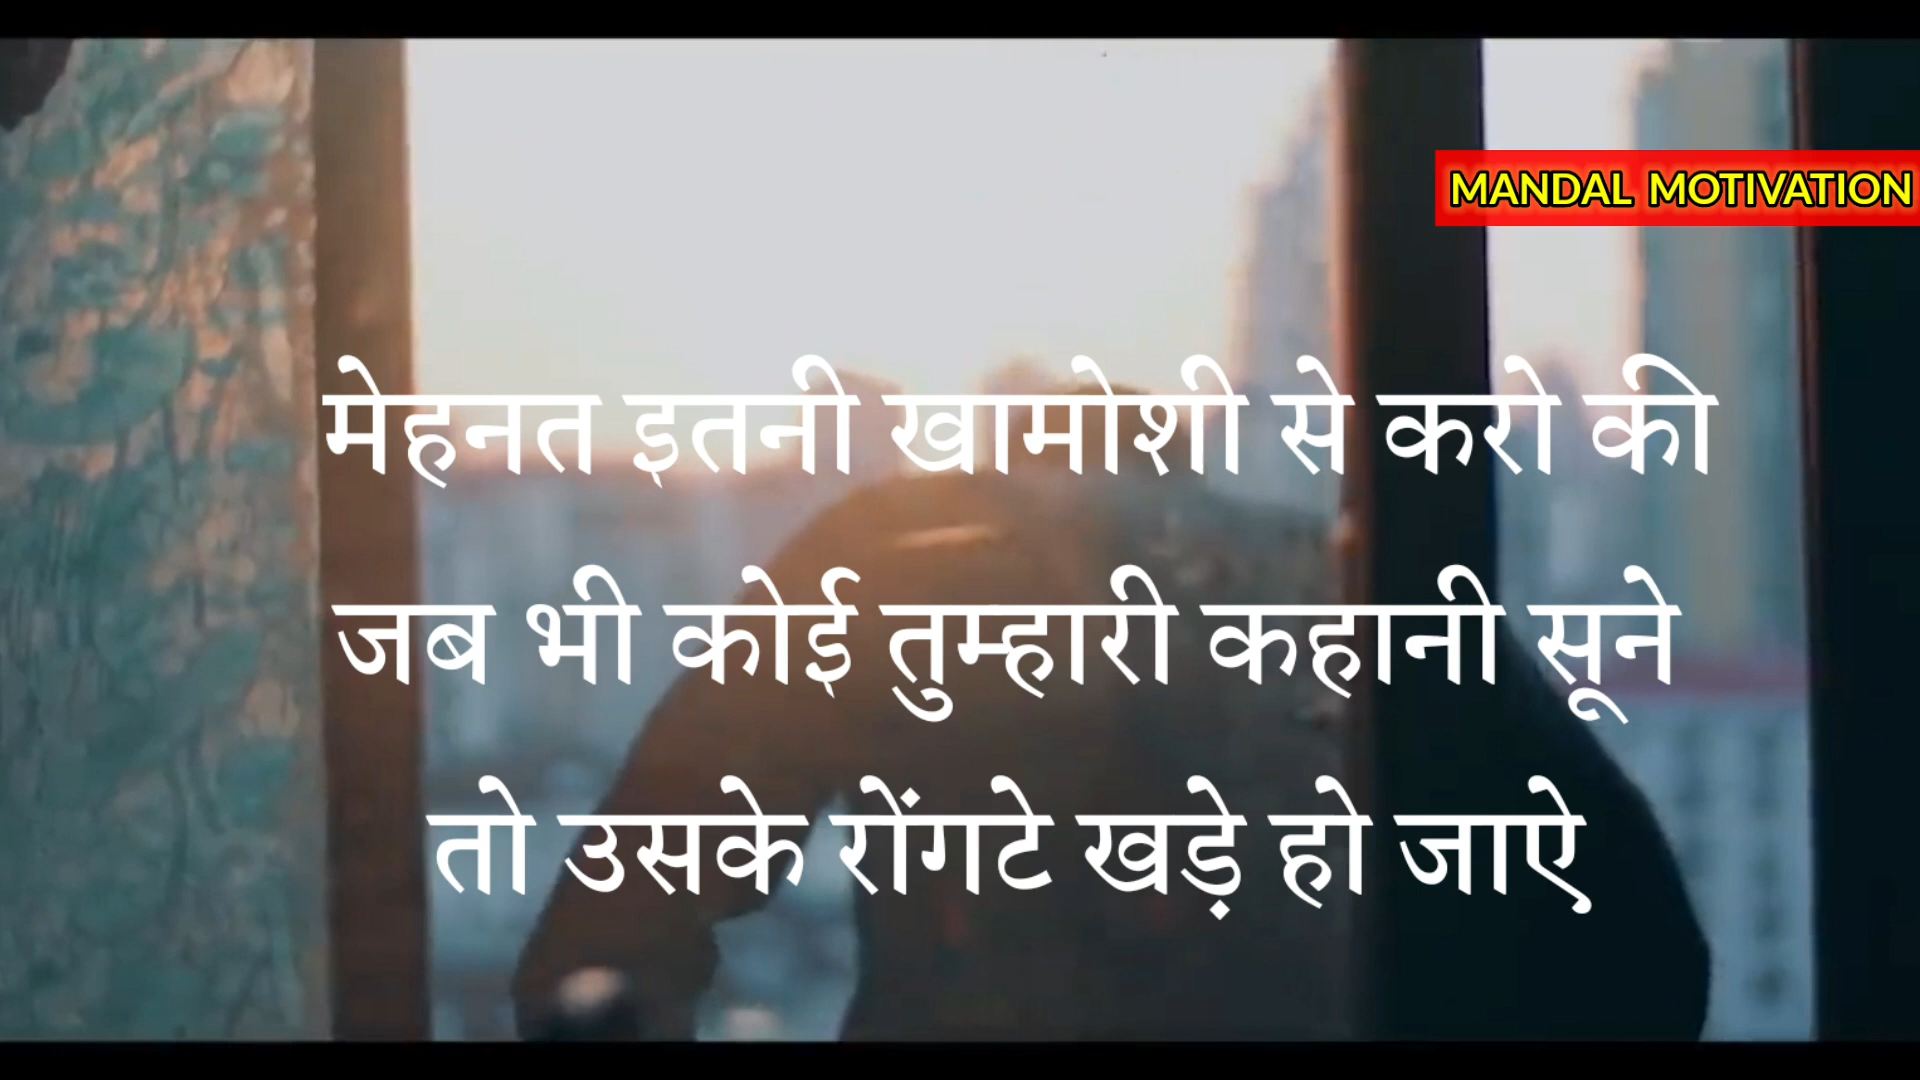 MANDAL MOTIVATION
मेहनत इतनी खामोशी से करो की
जब भी कोई तुम्हारी कहानी सूने
तो उसके रोंगटे खड़े हो जाऐ